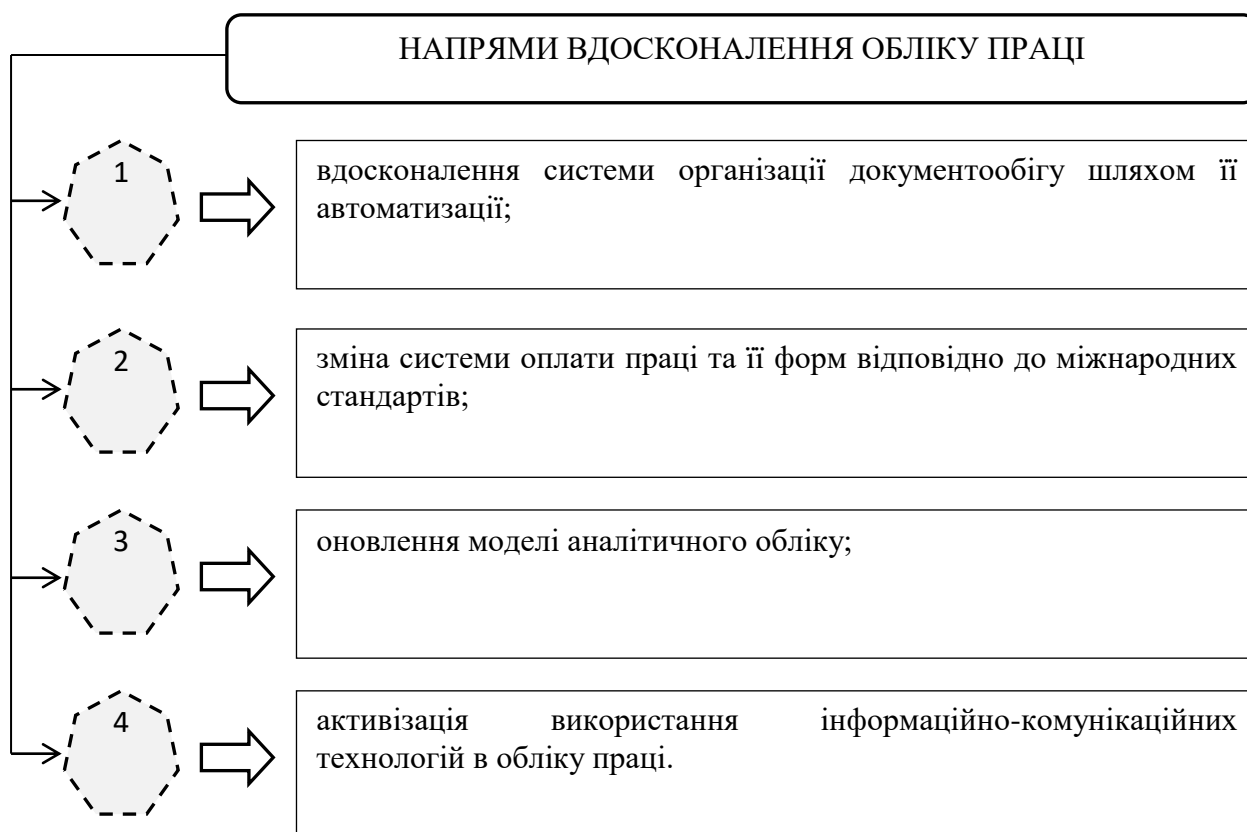 НАПРЯМИ ВДОСКОНАЛЕННЯ ОБЛІКУ ПРАЦІ
1
вдосконалення системи організації документообігу шляхом її
автоматизації;
2
зміна системи оплати праці та її форм відповідно до міжнародних
стандартів;
3
оновлення моделі аналітичного обліку;
4
активізація використання інформаційно-комунікаційних
технологій в обліку праці.